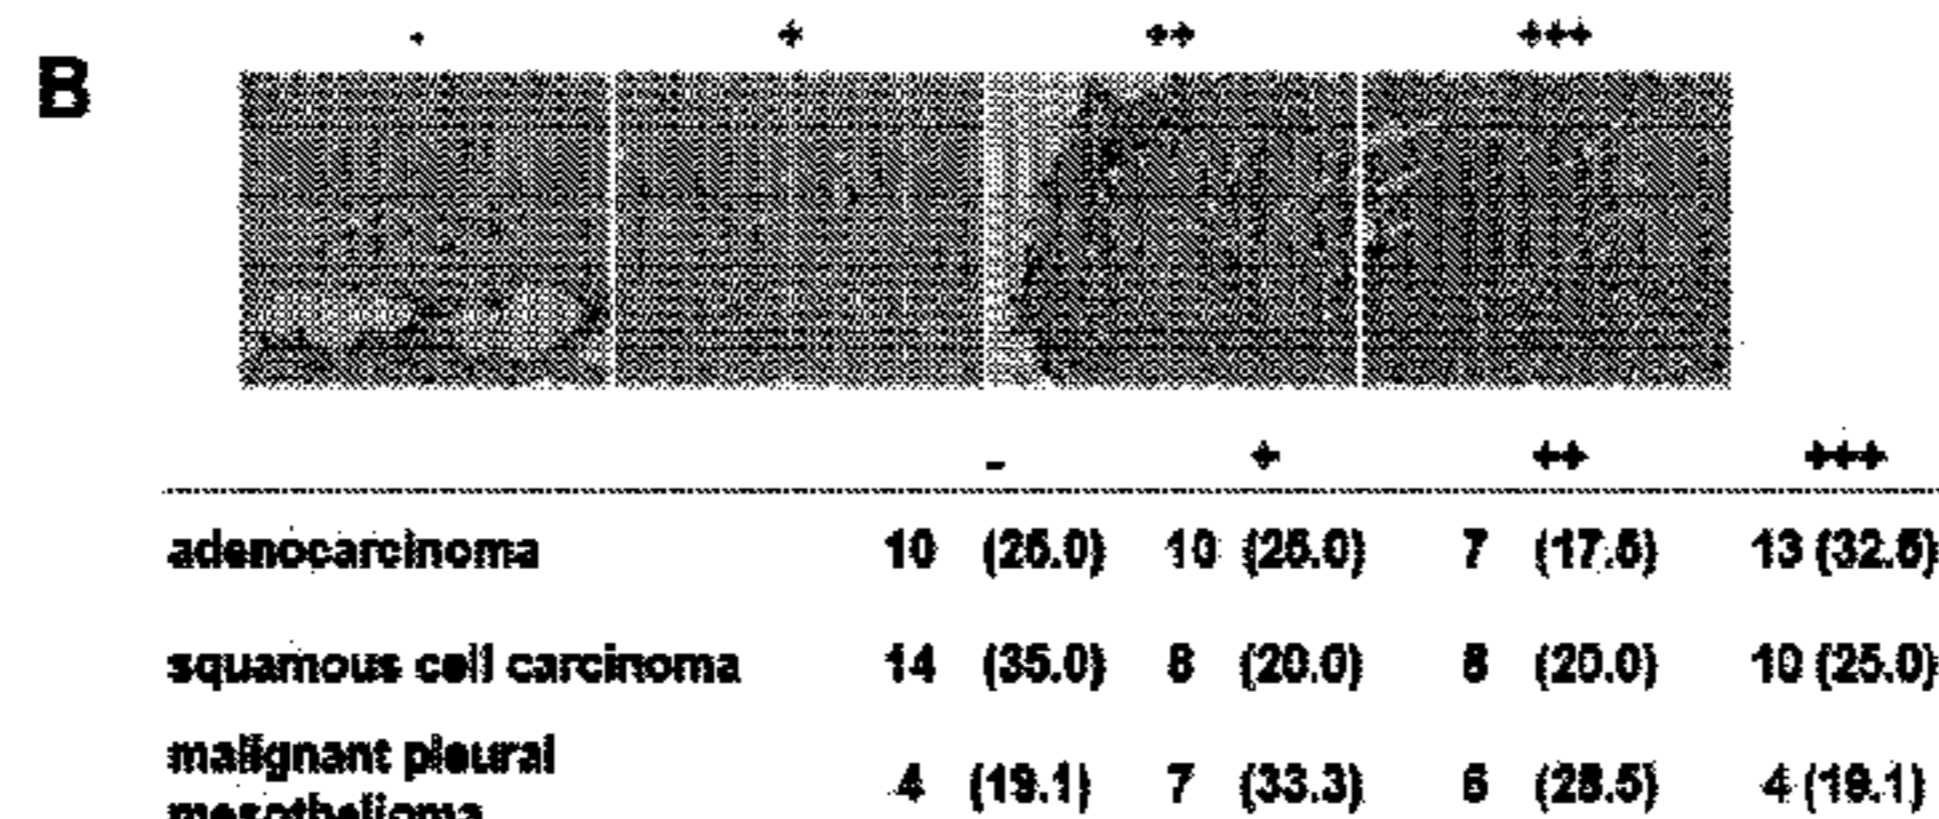 B
- + ++ +++
- + ++ +++
adenocarcinoma 10 (25.0) 10 (25.0) 7 (17.5) 13 (32.5)
squamous cell carcinoma 14 (35.0) 8 (20.0) 8 (20.0) 10 (25.0)
malignant pleural
mesothelioma 4 (19.1) 7 (33.3) 6 (28.5) 4 (19.1)